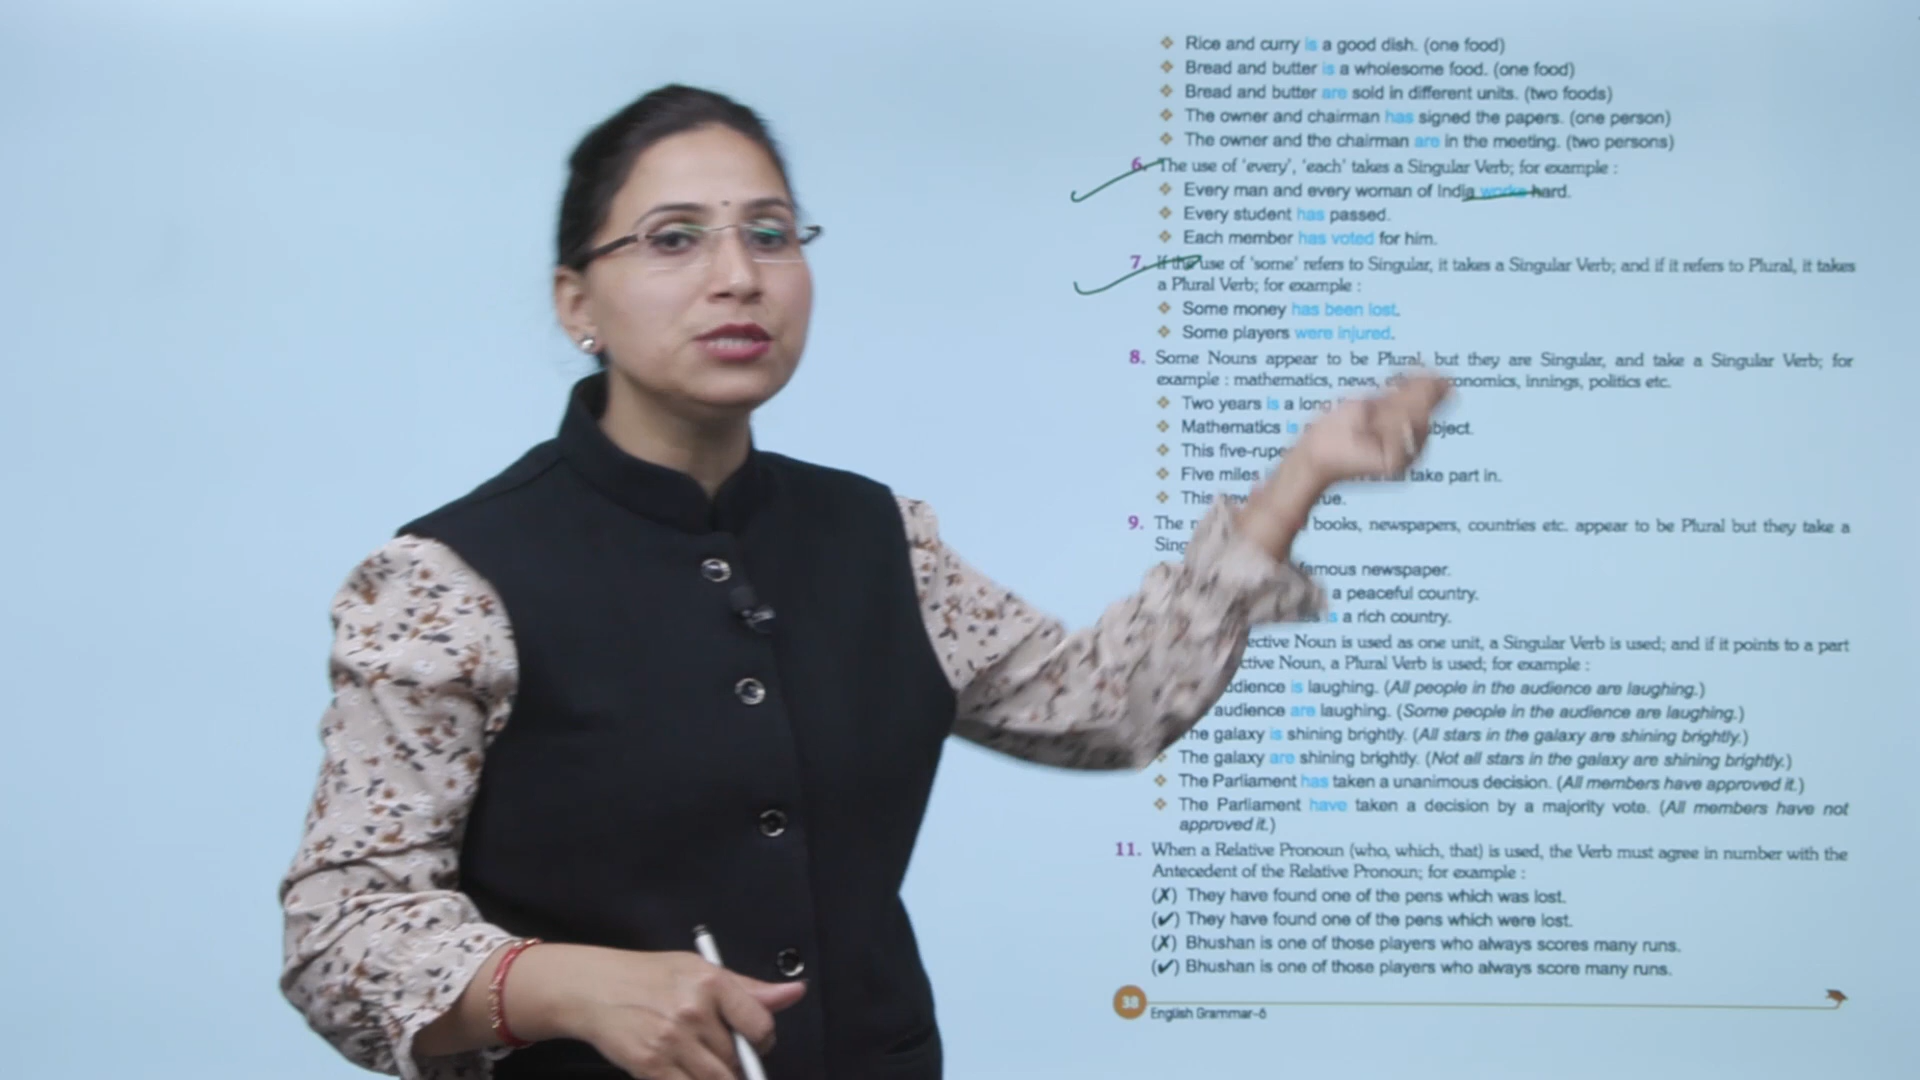 ❖ Rice and curry is a good dish. (one food)
❖ Bread and butter is a wholesome food. (one food)
❖ Bread and butter are sold in different units. (two foods)
❖ The owner and chairman has signed the papers. (one person)
❖ The owner and the chairman are in the meeting. (two persons)
6. The use of 'every', 'each' takes a Singular Verb; for example :
❖ Every man and every woman of India works hard.
❖ Every student has passed.
❖ Each member has voted for him.
7. If the use of 'some' refers to Singular, it takes a Singular Verb; and if it refers to Plural, it takes
a Plural Verb; for example :
❖ Some money has been lost.
❖ Some players were injured.
8. Some Nouns appear to be Plural, but they are Singular, and take a Singular Verb; for
example : mathematics, news, economics, innings, politics etc.
❖ Two years is a long
❖ Mathematics is
❖ This
❖ Five miles take part in.
❖ This
9. The books, newspapers, countries etc. appear to be Plural but they take a
famous newspaper.
a peaceful country.
is a rich country.
Noun is used as one unit, a Singular Verb is used; and if it points to a part
Noun, a Plural Verb is used; for example :
is laughing. (All people in the audience are laughing.)
audience are laughing. (Some people in the audience are laughing.)
The galaxy is shining brightly. (All stars in the galaxy are shining brightly.)
❖ The galaxy are shining brightly. (Not all stars in the galaxy are shining brightly.)
❖ The Parliament has taken a unanimous decision. (All members have approved it.)
❖ The Parliament have taken a decision by a majority vote. (All members have not
approved it.)
11. When a Relative Pronoun (who, which, that) is used, the Verb must agree in number with the
Antecedent of the Relative Pronoun; for example :
(✗) They have found one of the pens which was lost.
(✔) They have found one of the pens which were lost.
(✗) Bhushan is one of those players who always scores many runs.
(✔) Bhushan is one of those players who always score many runs.
38
English Grammar-6